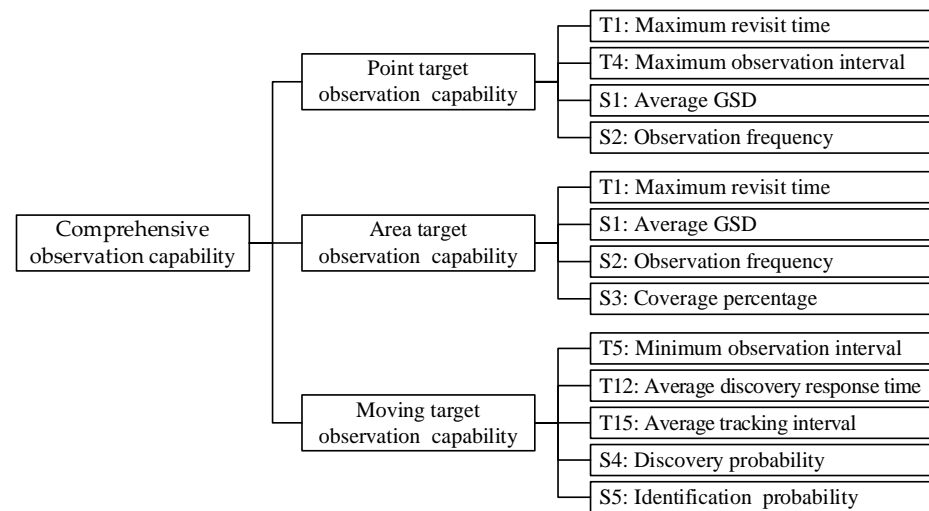 Comprehensive
observation capability
Point target
observation capability
T1: Maximum revisit time
T4: Maximum observation interval
S1: Average GSD
S2: Observation frequency
Area target
observation capability
T1: Maximum revisit time
S1: Average GSD
S2: Observation frequency
S3: Coverage percentage
Moving target
observation capability
T5: Minimum observation interval
T12: Average discovery response time
T15: Average tracking interval
S4: Discovery probability
S5: Identification probability